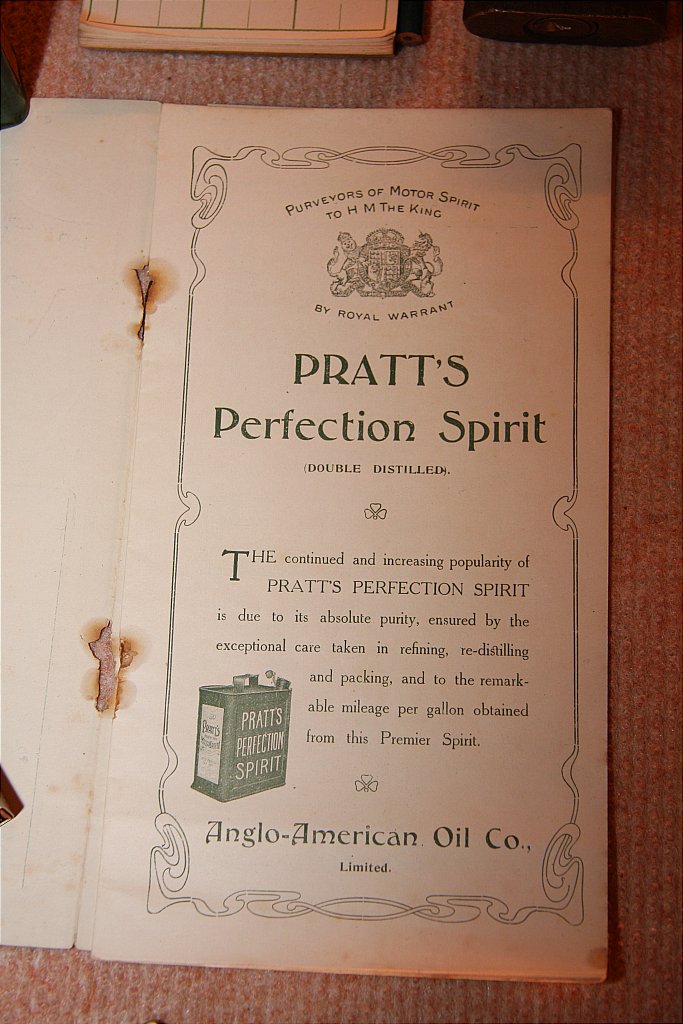 PURVEYORS OF MOTOR SPIRIT
TO H M THE KING
BY ROYAL WARRANT
PRATT'S
Perfection Spirit
(DOUBLE DISTILLED).
THE continued and increasing popularity of
PRATT'S PERFECTION SPIRIT
is due to its absolute purity, ensured by the
exceptional care taken in refining, re-distilling
and packing, and to the remark-
able mileage per gallon obtained
from this Premier Spirit.
Pratt's
PRATT'S
PERFECTION
SPIRIT
Anglo-American Oil Co.,
Limited.